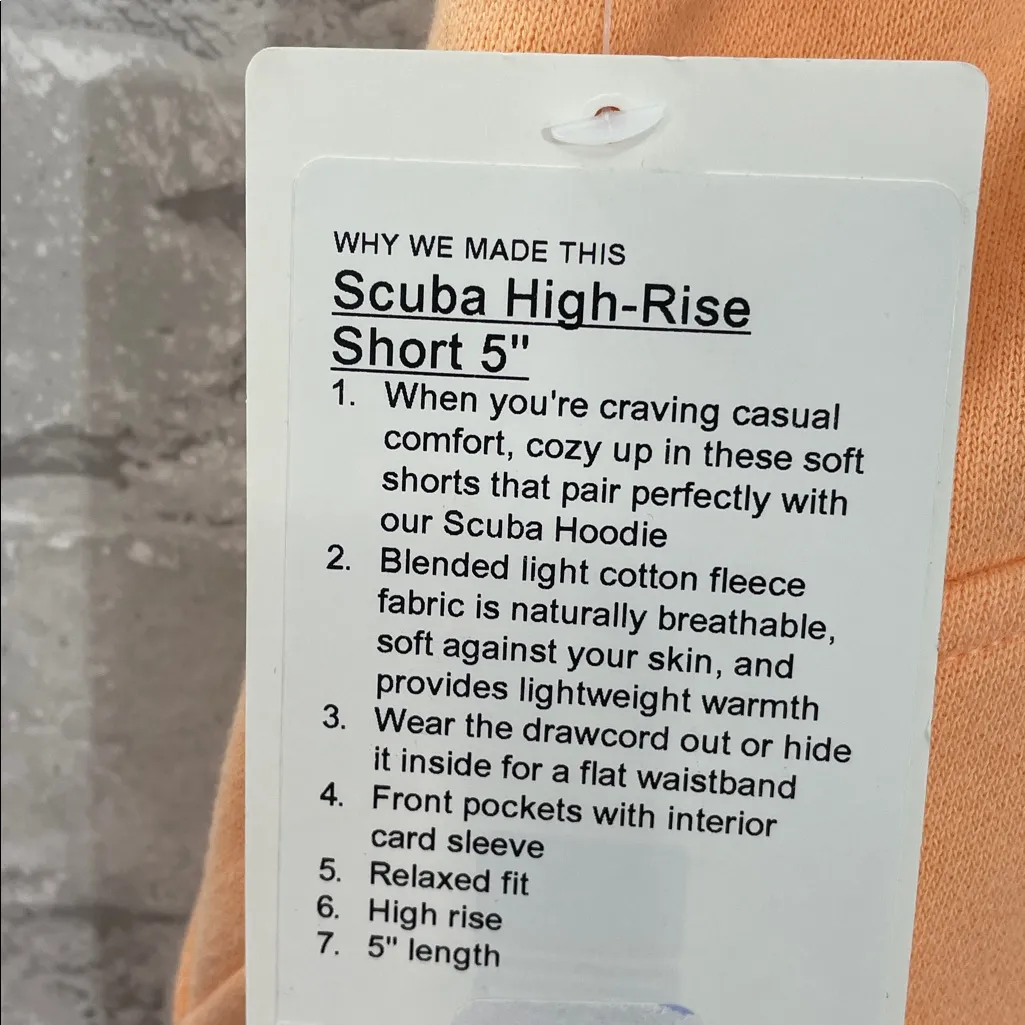 WHY WE MADE THIS
Scuba High-Rise
Short 5"
1. When you're craving casual
comfort, cozy up in these soft
shorts that pair perfectly with
our Scuba Hoodie
2. Blended light cotton fleece
fabric is naturally breathable,
soft against your skin, and
provides lightweight warmth
3. Wear the drawcord out or hide
it inside for a flat waistband
4. Front pockets with interior
card sleeve
5. Relaxed fit
6. High rise
7. 5" length